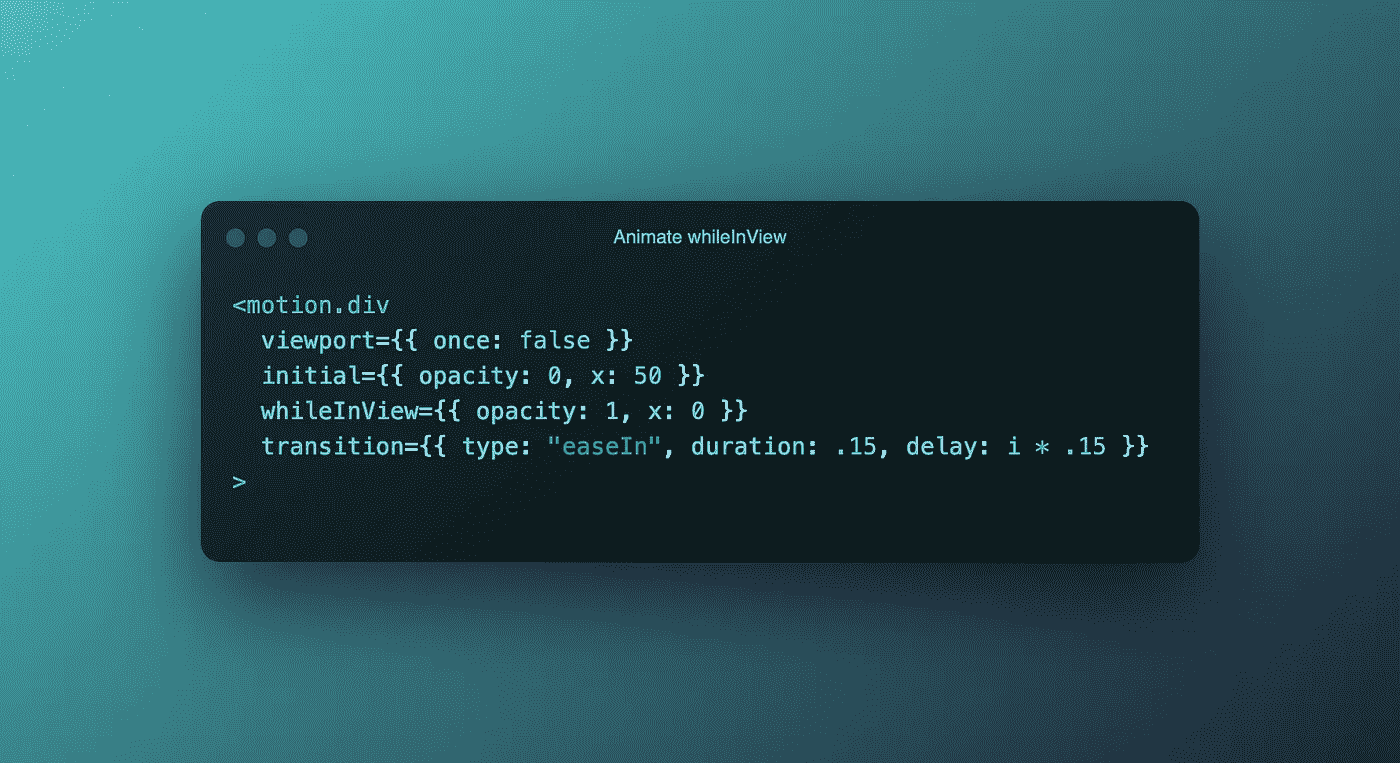 Animate whileInView
<motion.div
  viewport={{ once: false }}
  initial={{ opacity: 0, x: 50 }}
  whileInView={{ opacity: 1, x: 0 }}
  transition={{ type: "easeIn", duration: .15, delay: i * .15 }}
>